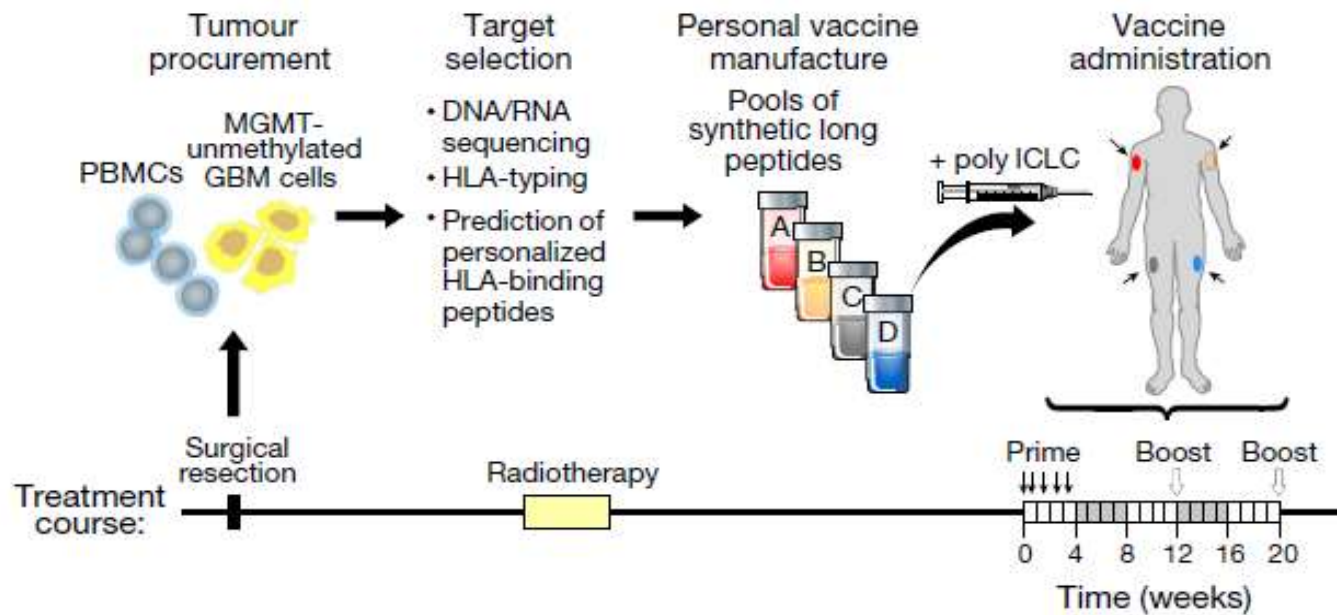 Tumour
procurement
Target
selection
Personal vaccine
manufacture
Vaccine
administration
PBMCs
MGMT-
unmethylated
GBM cells
• DNA/RNA
sequencing
• HLA-typing
• Prediction of
personalized
HLA-binding
peptides
Pools of
synthetic long
peptides
A
B
C
D
+ poly ICLC
Surgical
resection
Radiotherapy
Prime
Boost
Boost
Treatment
course:
0 4 8 12 16 20
Time (weeks)